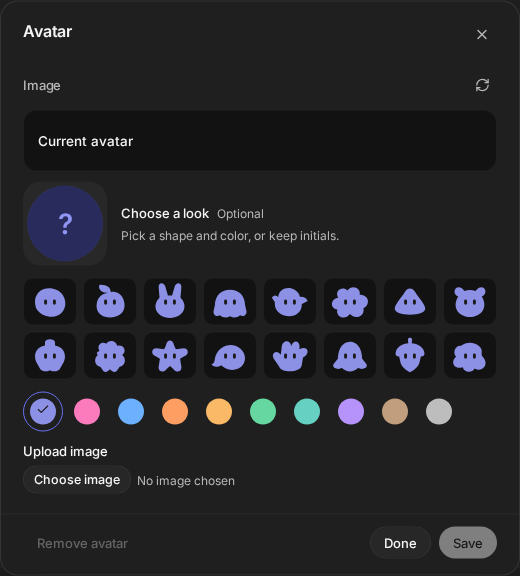 Avatar
Image
Current avatar
?
Choose a look Optional
Pick a shape and color, or keep initials.
Upload image
Choose image No image chosen
Remove avatar Done Save